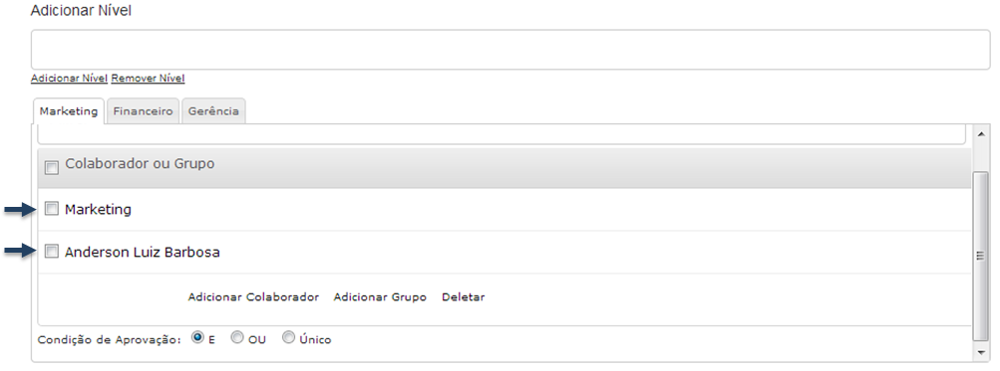 Adicionar Nível
Adicionar Nível Remover Nível
Marketing Financeiro Gerência
Colaborador ou Grupo
Marketing
Anderson Luiz Barbosa
Adicionar Colaborador Adicionar Grupo Deletar
Condição de Aprovação: E OU Único